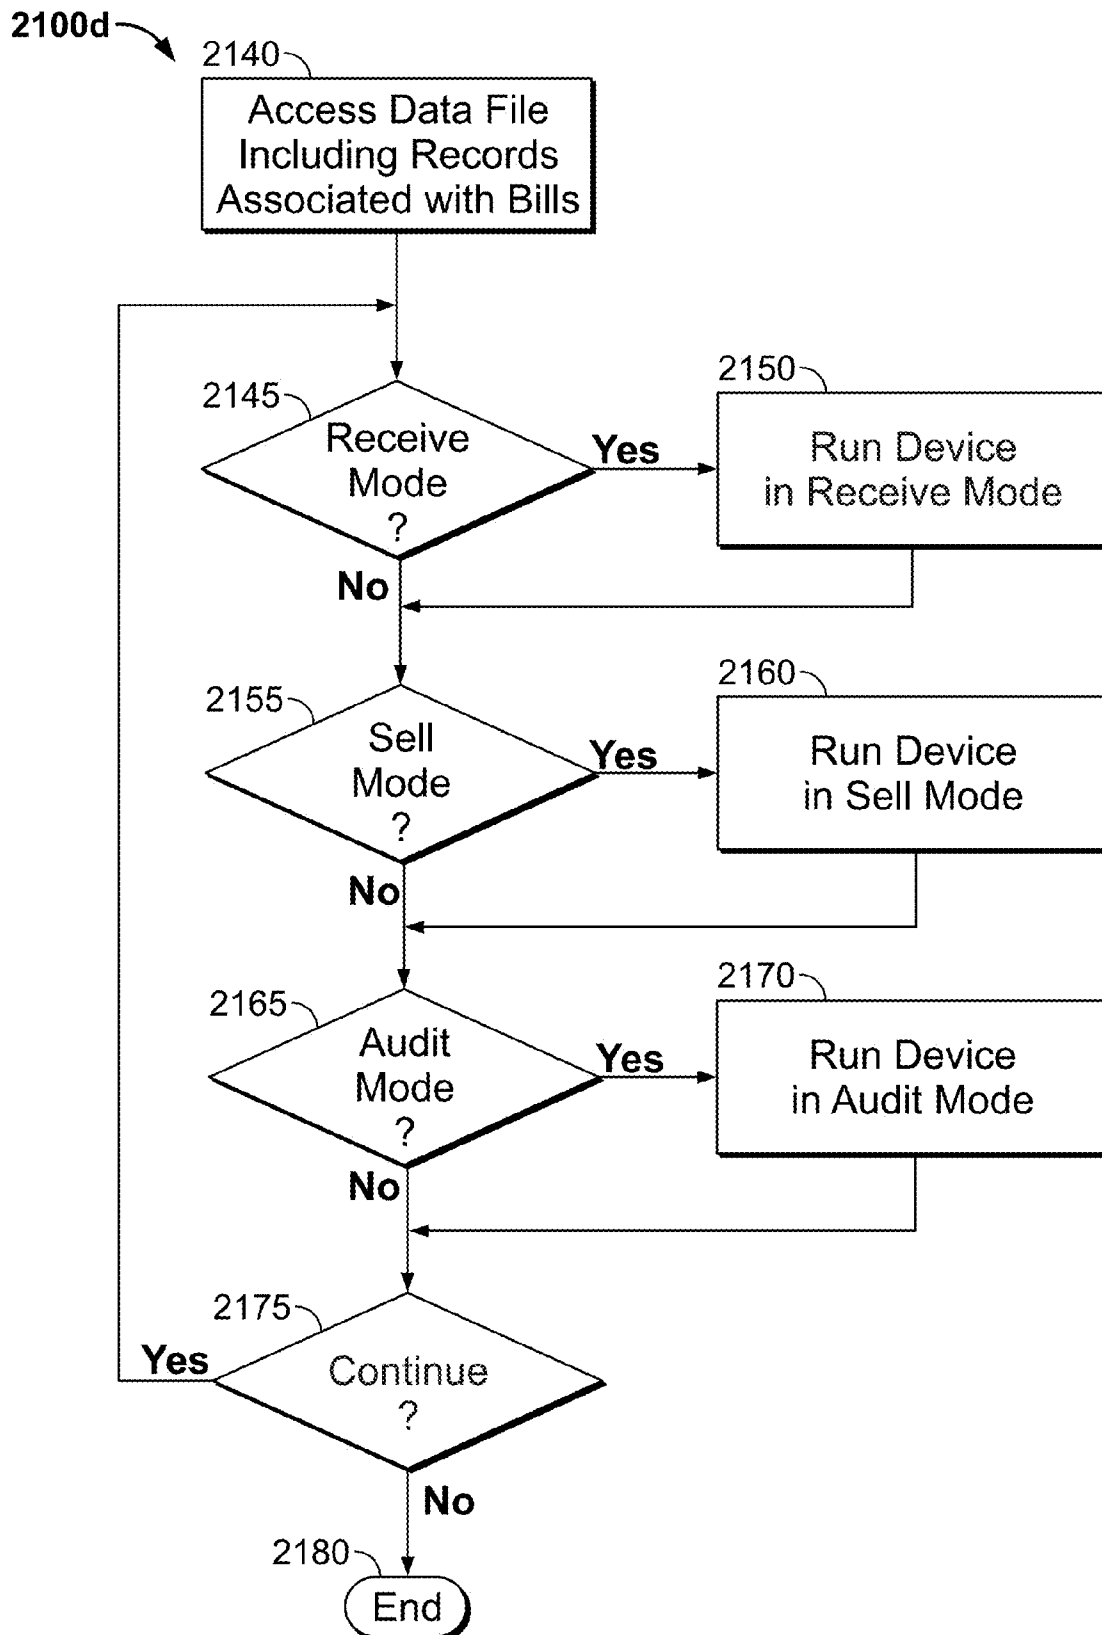 2100d
2140
Access Data File
Including Records
Associated with Bills
2145
Receive
Mode
?
Yes
2150
Run Device
in Receive Mode
No
2155
Sell
Mode
?
Yes
2160
Run Device
in Sell Mode
No
2165
Audit
Mode
?
Yes
2170
Run Device
in Audit Mode
No
2175
Continue
?
Yes
No
2180
End